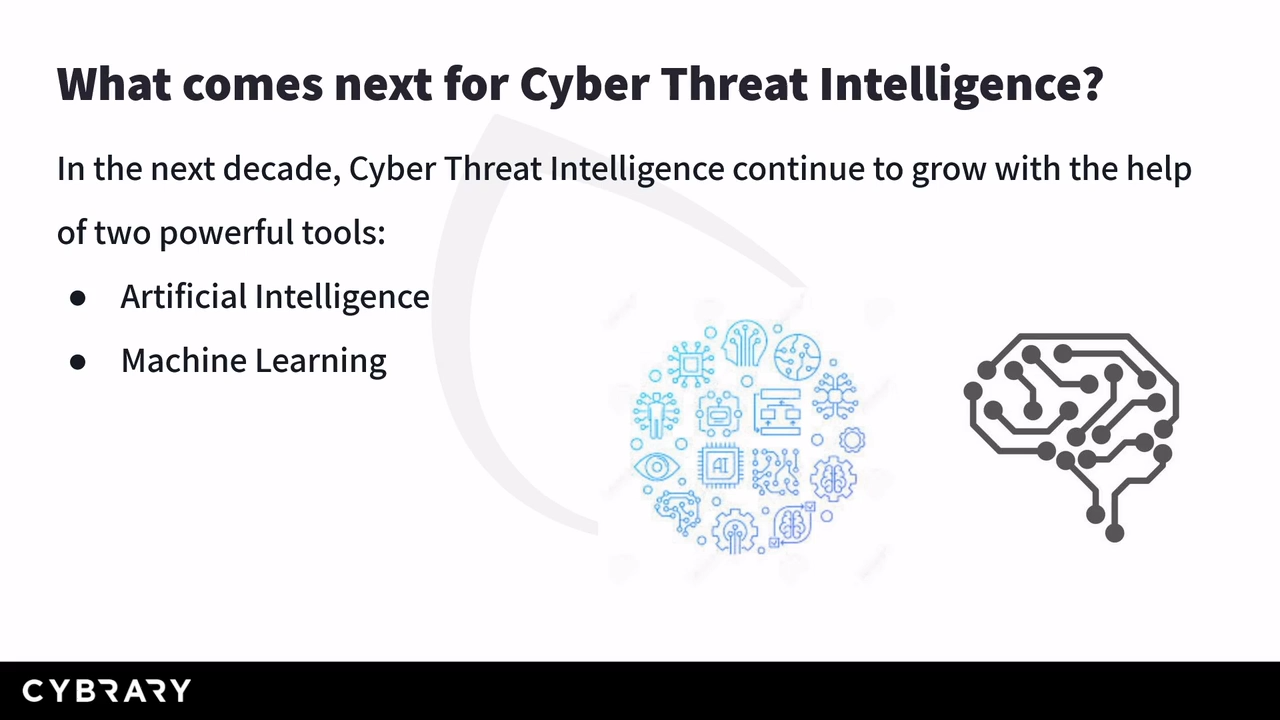 What comes next for Cyber Threat Intelligence?
In the next decade, Cyber Threat Intelligence continue to grow with the help
of two powerful tools:
● Artificial Intelligence
● Machine Learning
AI
CYBRARY